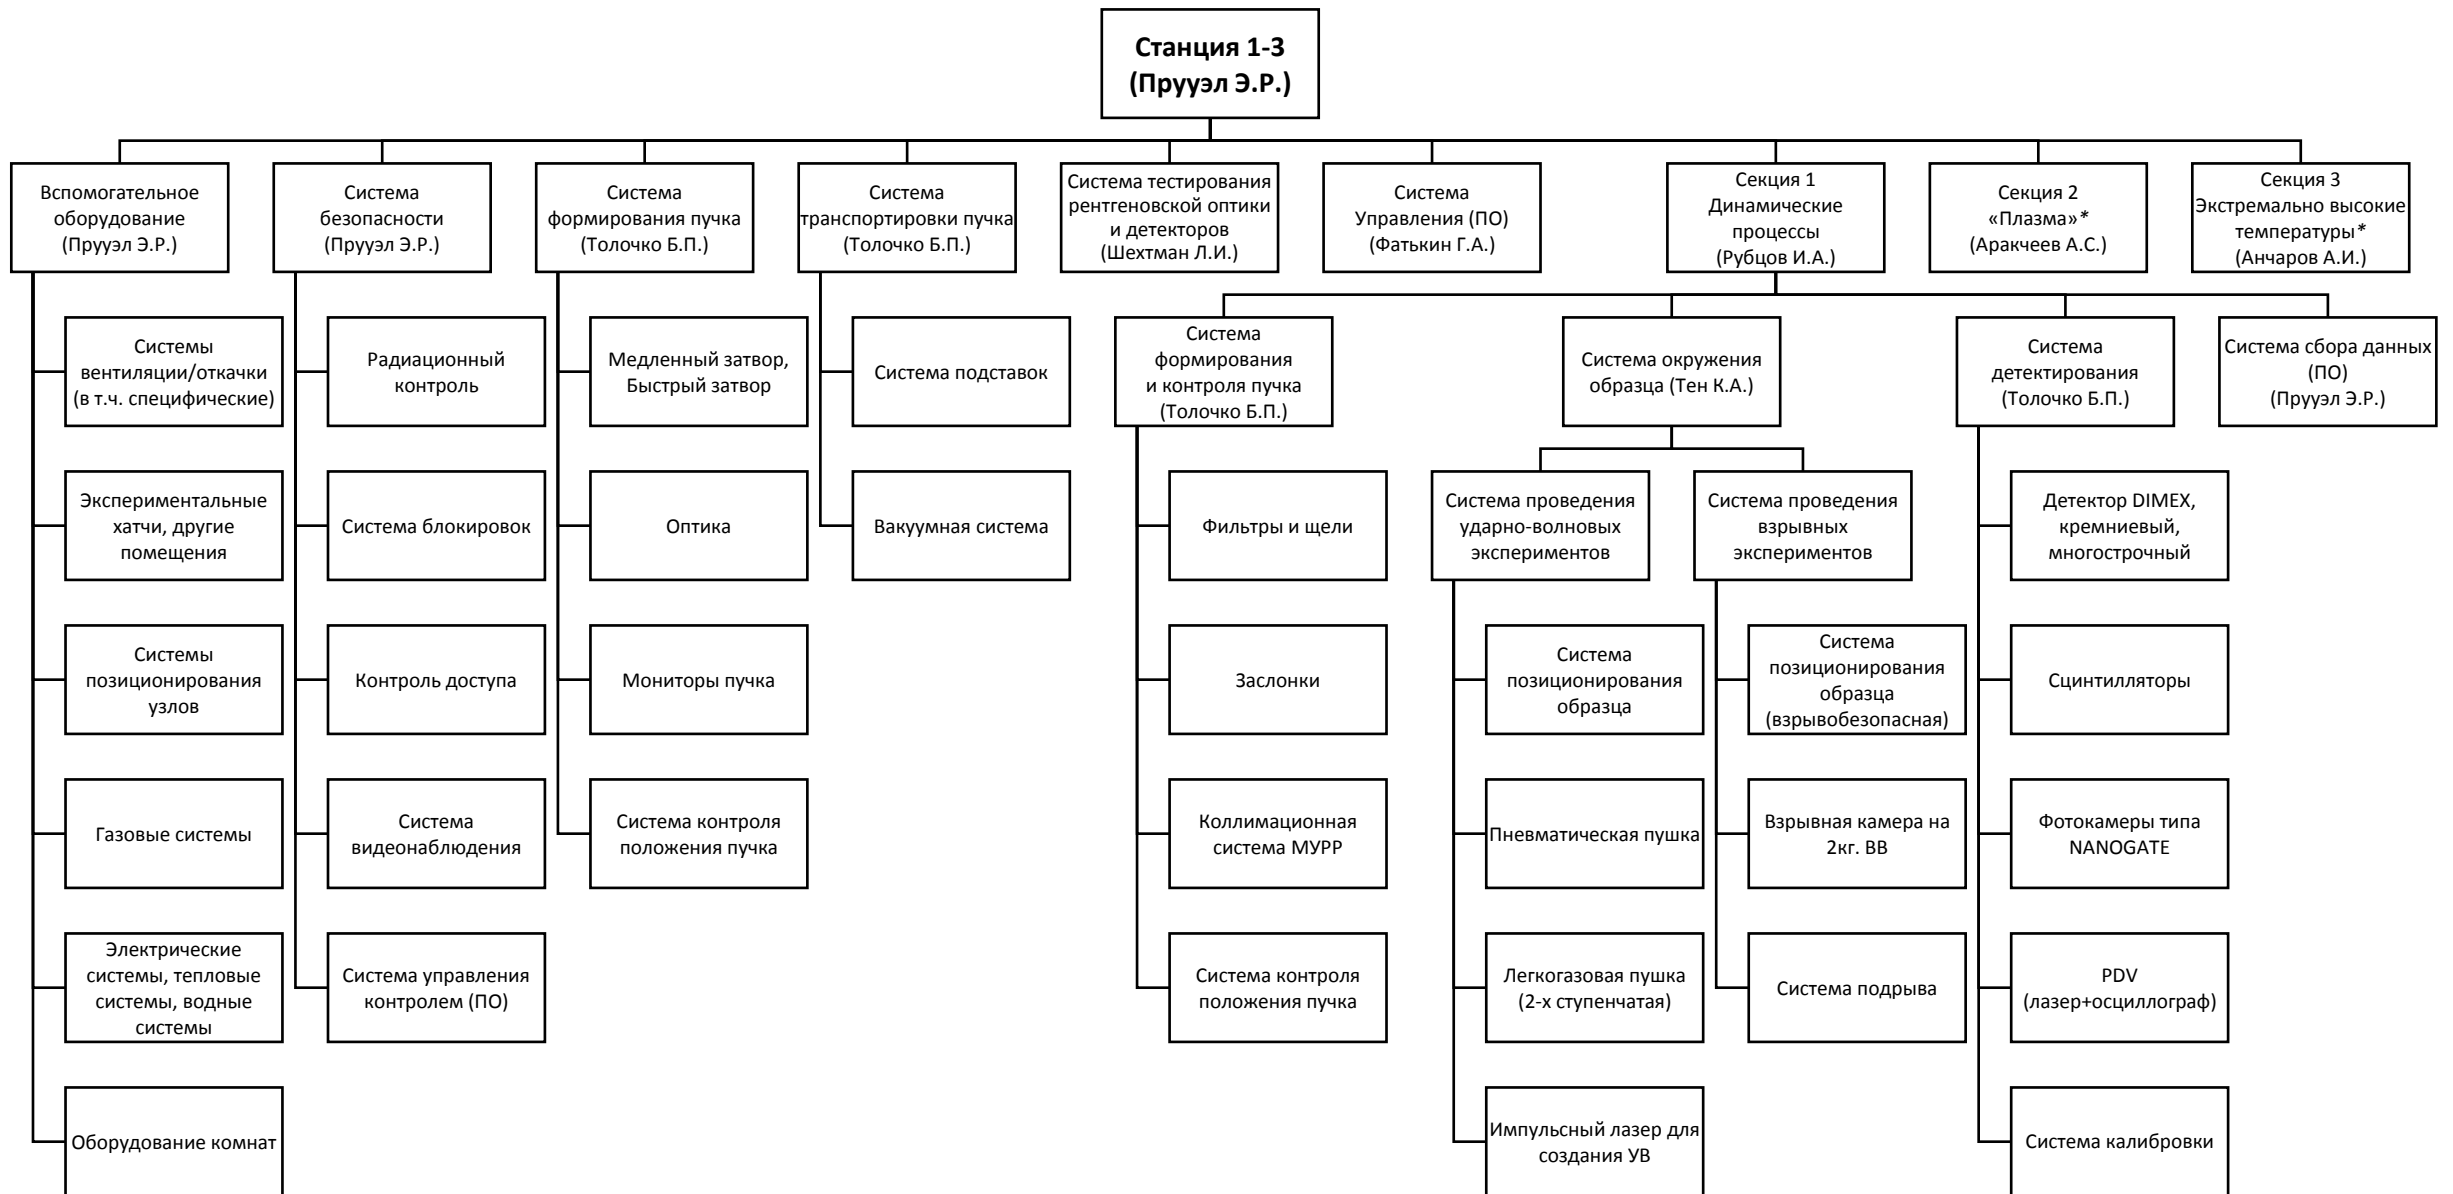 Станция 1-3
(Прууэл Э.Р.)
Вспомогательное
оборудование
(Прууэл Э.Р.)
Система
безопасности
(Прууэл Э.Р.)
Система
формирования пучка
(Толочко Б.П.)
Система
транспортировки пучка
(Толочко Б.П.)
Система тестирования
рентгеновской оптики
и детекторов
(Шехтман Л.И.)
Система
Управления (ПО)
(Фатькин Г.А.)
Секция 1
Динамические
процессы
(Рубцов И.А.)
Секция 2
«Плазма»*
(Аракчеев А.С.)
Секция 3
Экстремально высокие
температуры*
(Анчаров А.И.)
Системы
вентиляции/откачки
(в т.ч. специфические)
Экспериментальные
хатчи, другие
помещения
Системы
позиционирования
узлов
Газовые системы
Электрические
системы, тепловые
системы, водные
системы
Оборудование комнат
Радиационный
контроль
Система блокировок
Контроль доступа
Система
видеонаблюдения
Система управления
контролем (ПО)
Медленный затвор,
Быстрый затвор
Оптика
Мониторы пучка
Система контроля
положения пучка
Система подставок
Вакуумная система
Система
формирования
и контроля пучка
(Толочко Б.П.)
Фильтры и щели
Заслонки
Коллимационная
система МУРР
Система контроля
положения пучка
Система окружения
образца (Тен К.А.)
Система проведения
ударно-волновых
экспериментов
Система
позиционирования
образца
Пневматическая пушка
Легкогазовая пушка
(2-х ступенчатая)
Импульсный лазер для
создания УВ
Система проведения
взрывных
экспериментов
Система
позиционирования
образца
(взрывобезопасная)
Взрывная камера на
2кг. ВВ
Система подрыва
Система
детектирования
(Толочко Б.П.)
Детектор DIMEX,
кремниевый,
многострочный
Сцинтилляторы
Фотокамеры типа
NANOGATE
PDV
(лазер+осциллограф)
Система калибровки
Система сбора данных
(ПО)
(Прууэл Э.Р.)